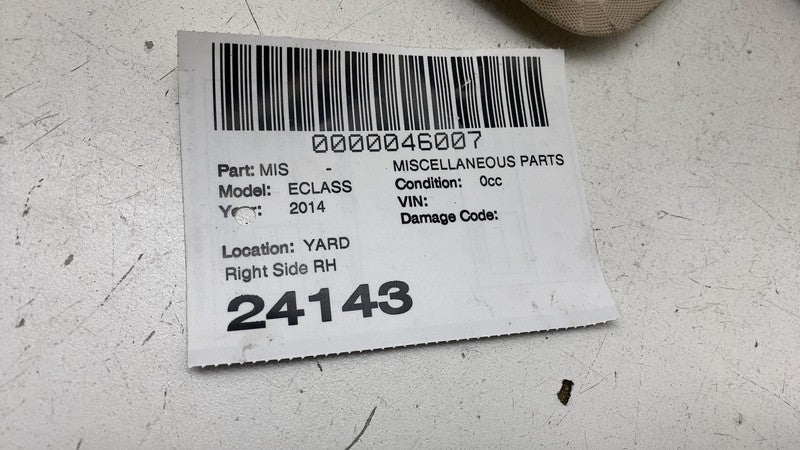 0000046007
Part: MIS - MISCELLANEOUS PARTS
Model: ECLASS Condition: 0cc
Year: 2014 VIN:
Damage Code:
Location: YARD
Right Side RH
24143